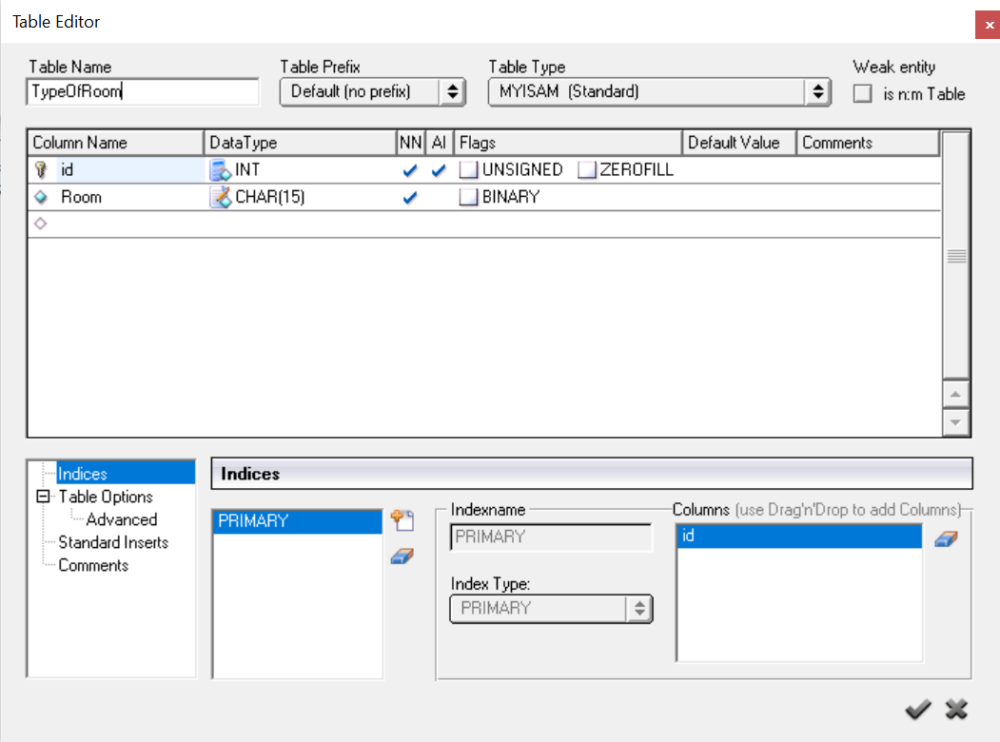 Table Editor
Table Name Table Prefix Table Type Weak entity
TypeOfRoom Default (no prefix) MYISAM (Standard) is n:m Table
Column Name DataType NN AI Flags Default Value Comments
id INT UNSIGNED ZEROFILL
Room CHAR(15) BINARY
Indices
Table Options
Advanced
Standard Inserts
Comments
Indices
PRIMARY
Indexname
PRIMARY
Index Type:
PRIMARY
Columns (use Drag'n'Drop to add Columns)
id